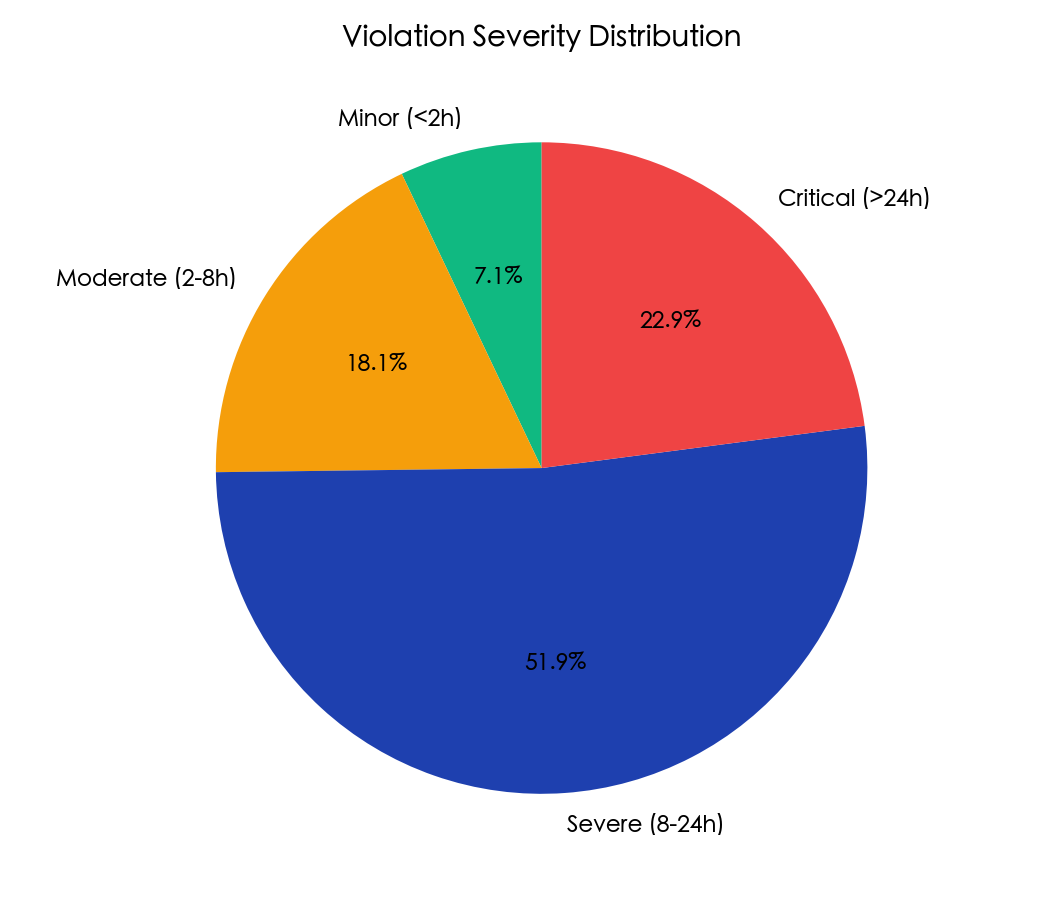 Violation Severity Distribution
Minor (<2h)
Critical (>24h)
Moderate (2-8h)
7.1%
22.9%
18.1%
51.9%
Severe (8-24h)